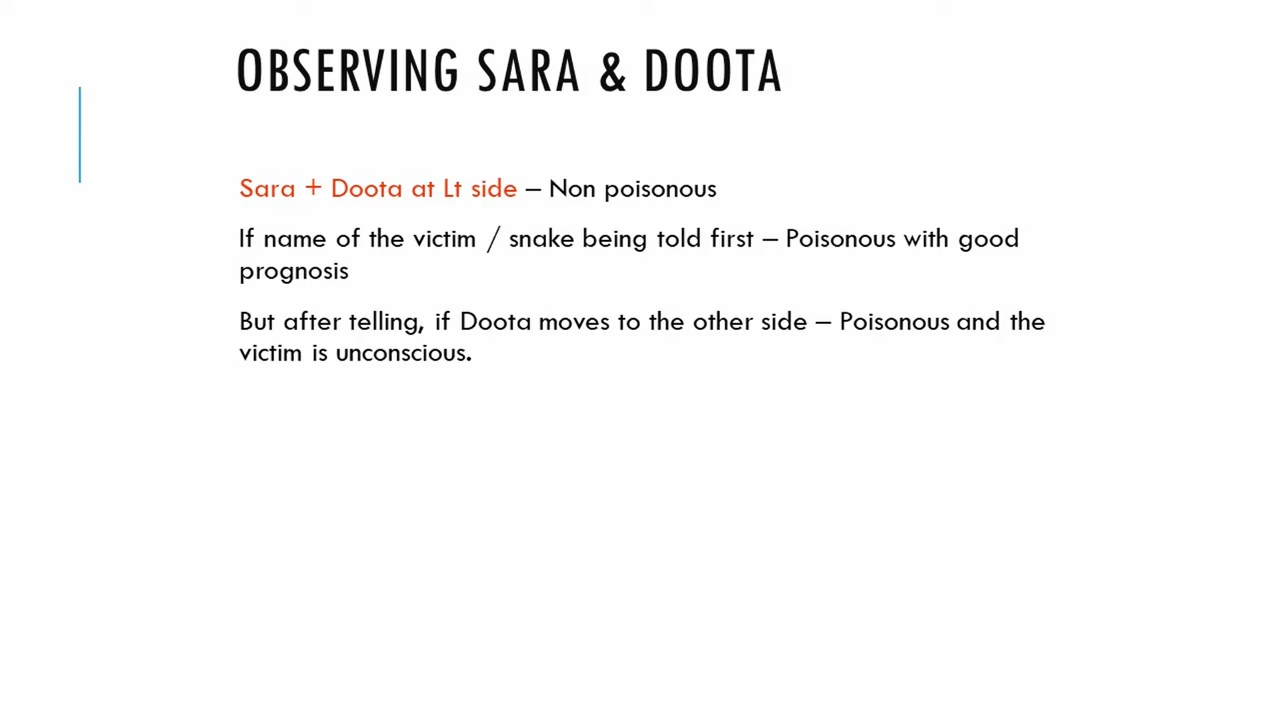 OBSERVING SARA & DOOTA
Sara + Doota at Lt side – Non poisonous
If name of the victim / snake being told first – Poisonous with good
prognosis
But after telling, if Doota moves to the other side – Poisonous and the
victim is unconscious.